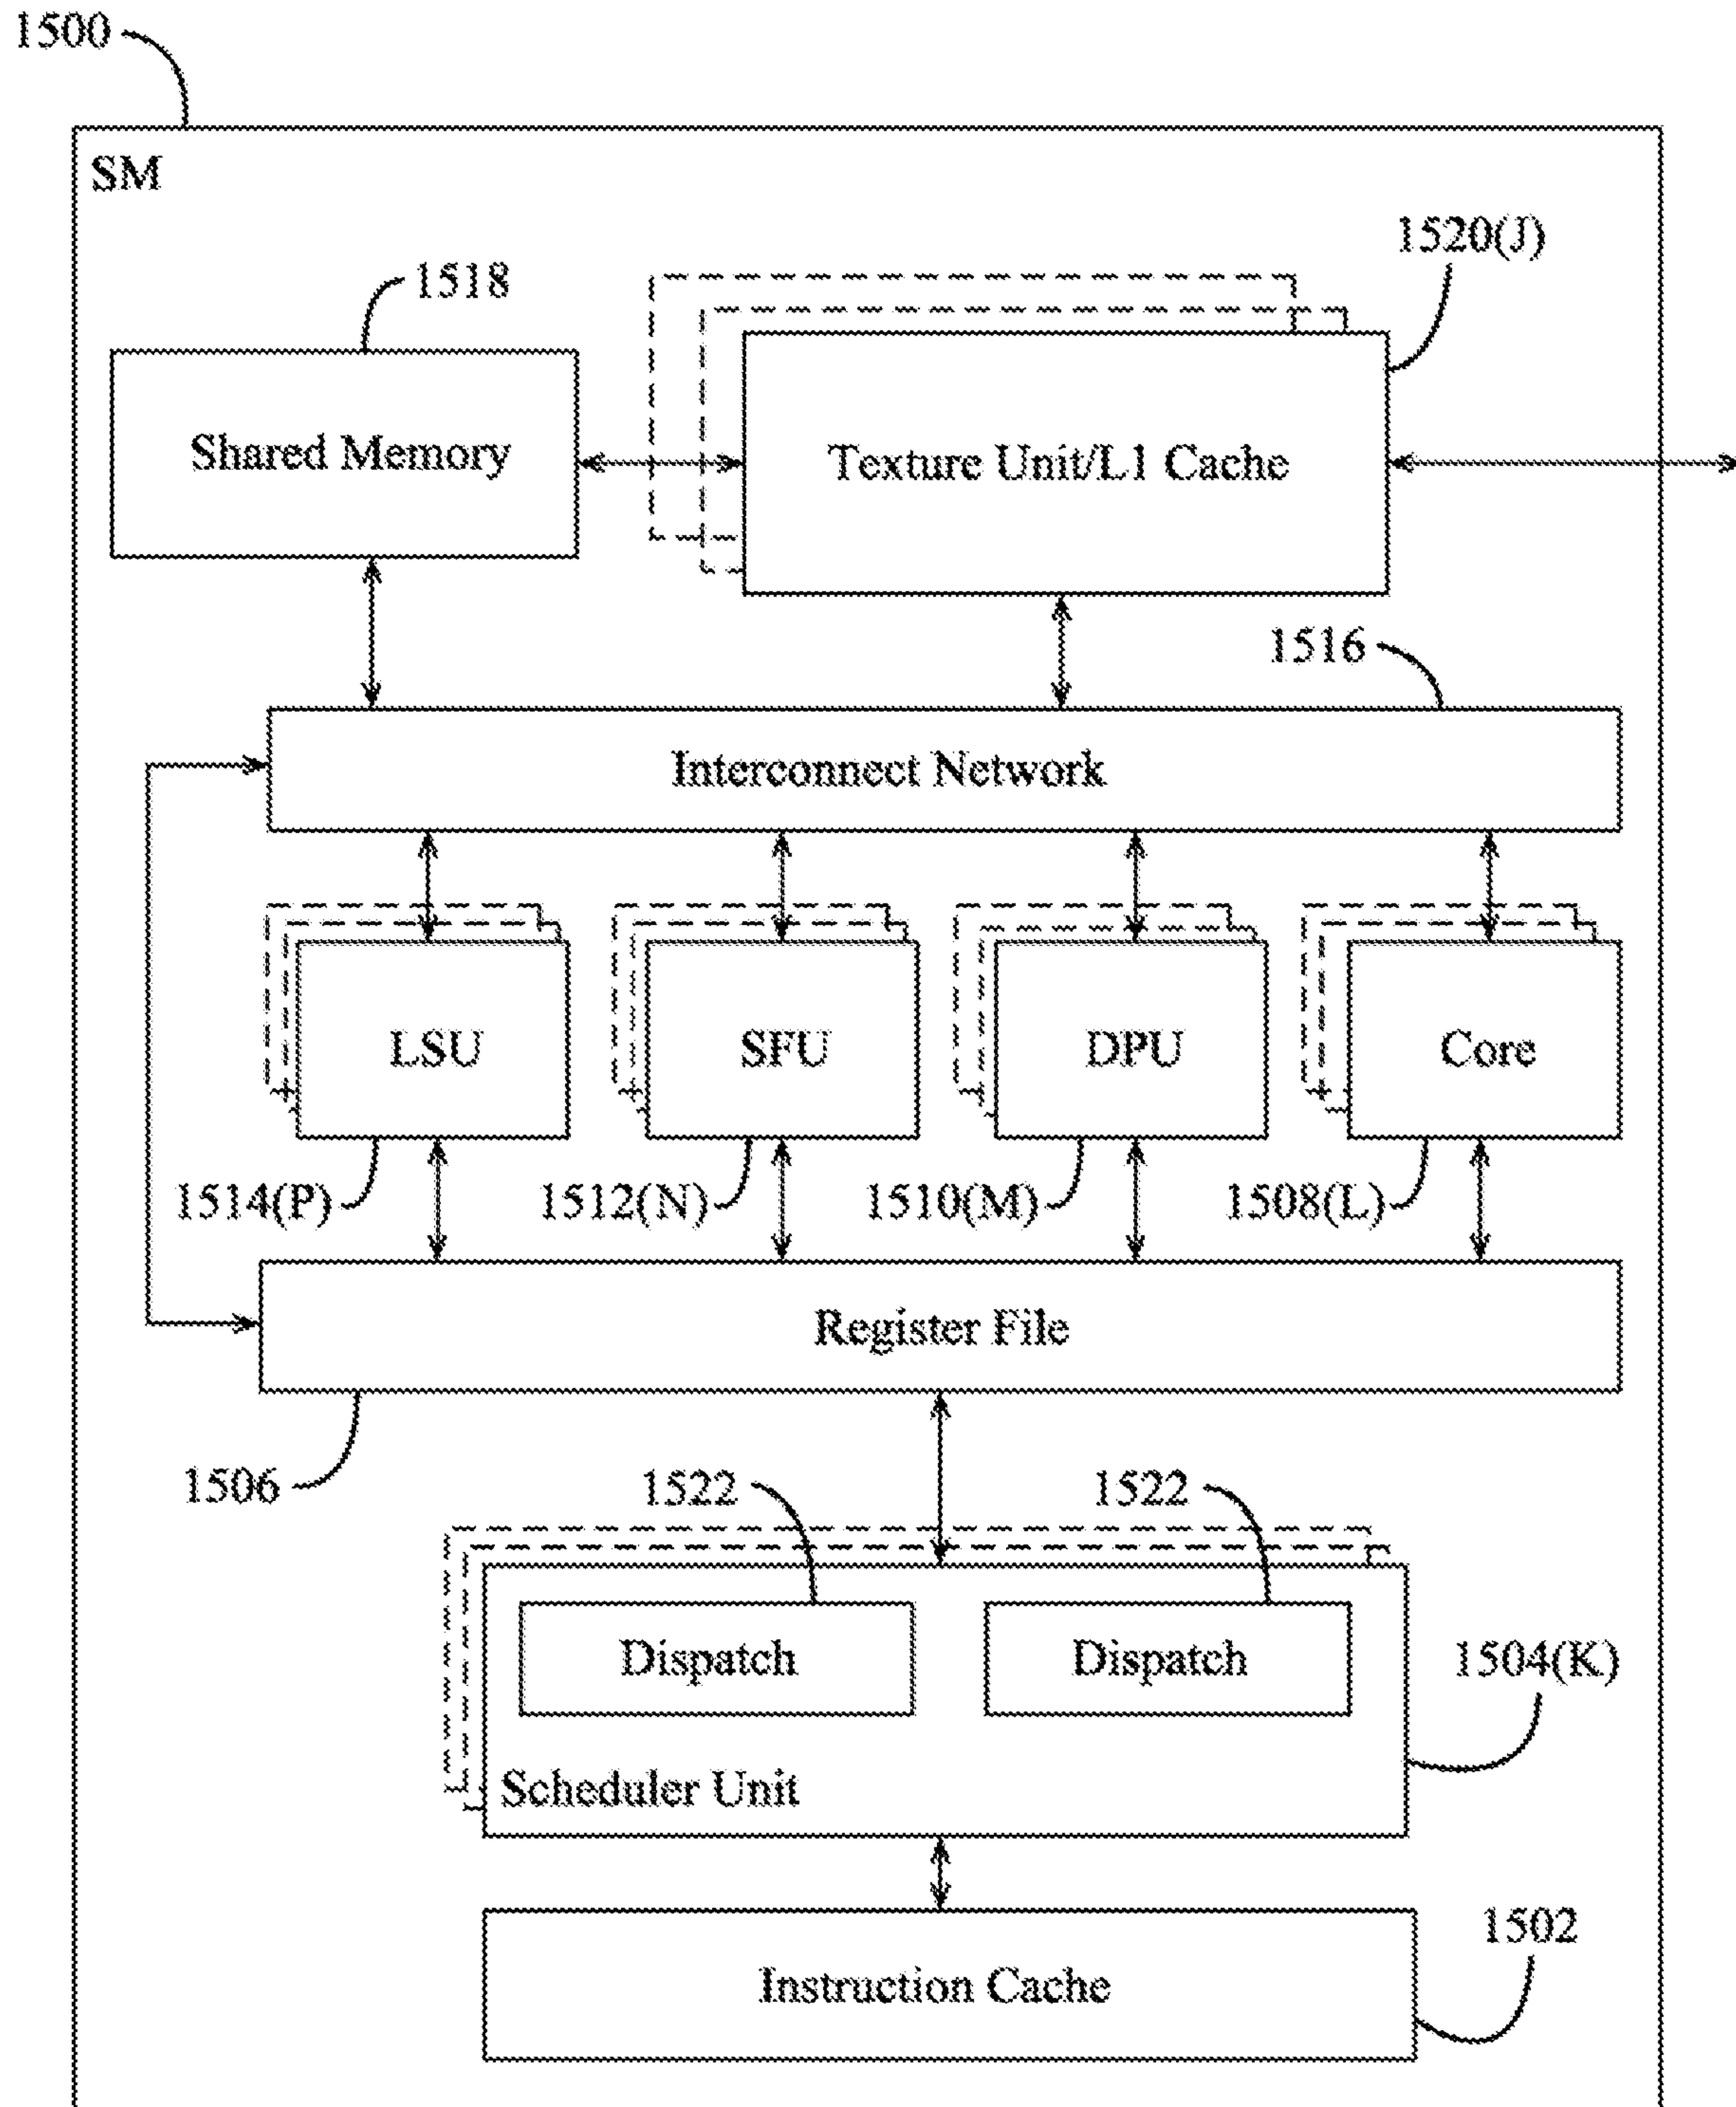 1500
SM
1520(J)
1518
Shared Memory
Texture Unit/L1 Cache
1516
Interconnect Network
LSU
SFU
DPU
Core
1514(P)
1512(N)
1510(M)
1508(L)
Register File
1506
1522
1522
Dispatch
Dispatch
1504(K)
Scheduler Unit
1502
Instruction Cache